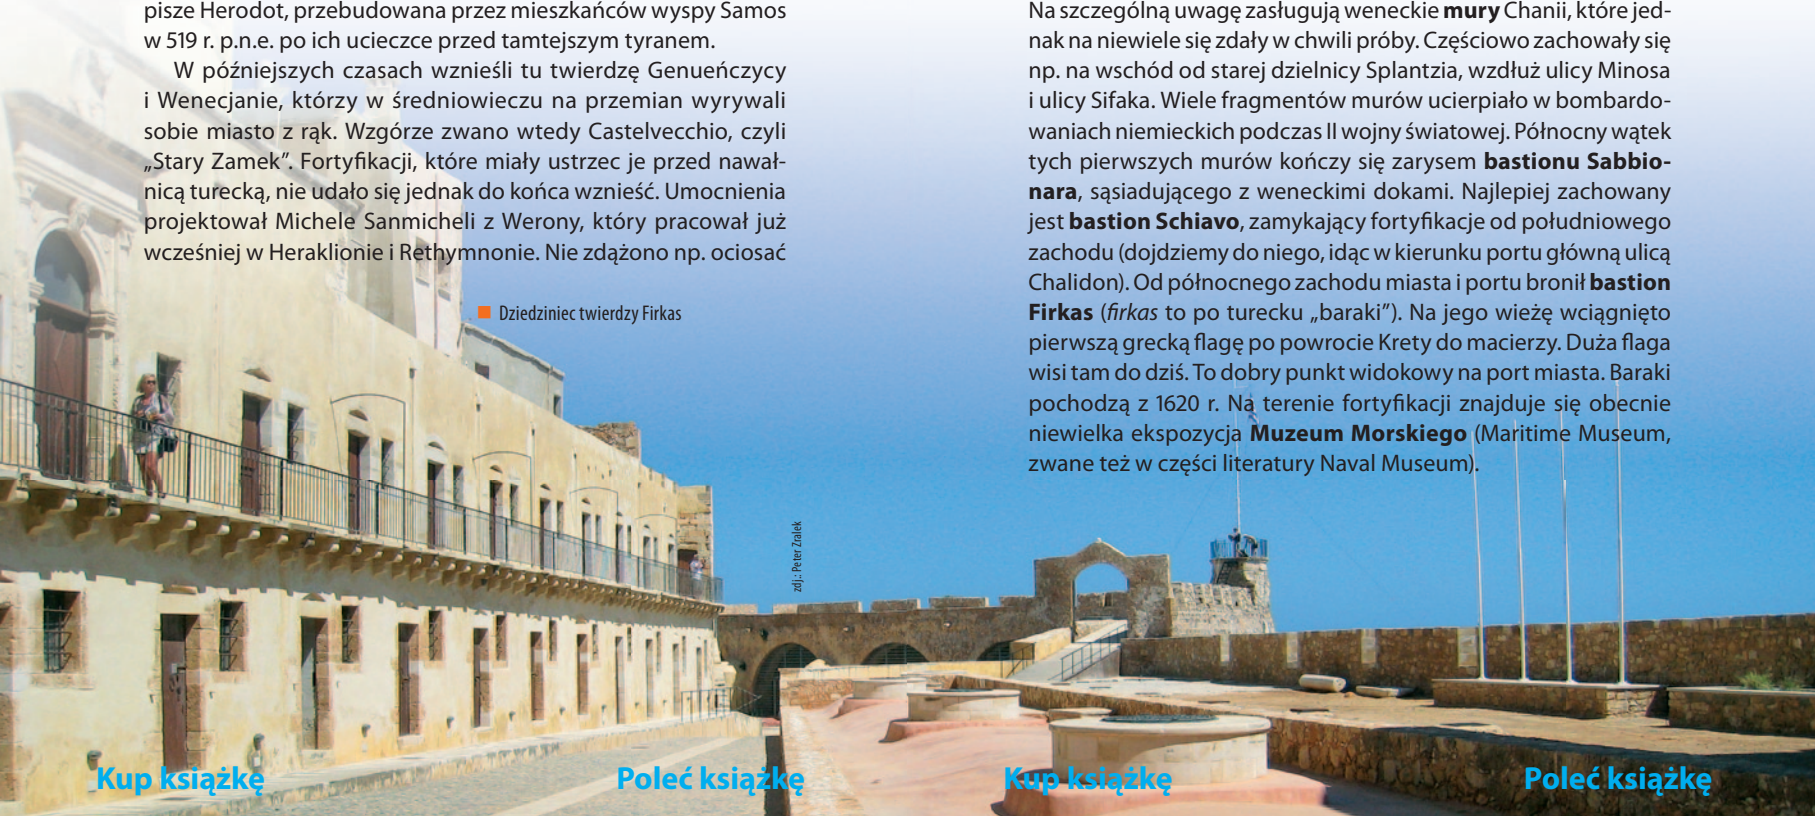 pisze Herodot, przebudowana przez mieszkańców wyspy Samos
w 519 r. p.n.e. po ich ucieczce przed tamtejszym tyranem.
W późniejszych czasach wznieśli tu twierdzę Genueńczycy
i Wenecjanie, którzy w średniowieczu na przemian wyrywali
sobie miasto z rąk. Wzgórze zwano wtedy Castelvecchio, czyli
„Stary Zamek”. Fortyfikacji, które miały ustrzec je przed nawał-
nicą turecką, nie udało się jednak do końca wznieść. Umocnienia
projektował Michele Sanmicheli z Werony, który pracował już
wcześniej w Heraklionie i Rethymnonie. Nie zdążono np. ociosać
Dziedziniec twierdzy Firkas
zdj.: Peter Zralek
Na szczególną uwagę zasługują weneckie mury Chanii, które jed-
nak na niewiele się zdały w chwili próby. Częściowo zachowały się
np. na wschód od starej dzielnicy Splantzia, wzdłuż ulicy Minosa
i ulicy Sifaka. Wiele fragmentów murów ucierpiało w bombardo-
waniach niemieckich podczas II wojny światowej. Północny wątek
tych pierwszych murów kończy się zarysem bastionu Sabbio-
nara, sąsiadującego z weneckimi dokami. Najlepiej zachowany
jest bastion Schiavo, zamykający fortyfikacje od południowego
zachodu (dojdziemy do niego, idąc w kierunku portu główną ulicą
Chalidon). Od północnego zachodu miasta i portu bronił bastion
Firkas (firkas to po turecku „baraki”). Na jego wieżę wciągnięto
pierwszą grecką flagę po powrocie Krety do macierzy. Duża flaga
wisi tam do dziś. To dobry punkt widokowy na port miasta. Baraki
pochodzą z 1620 r. Na terenie fortyfikacji znajduje się obecnie
niewielka ekspozycja Muzeum Morskiego (Maritime Museum,
zwane też w części literatury Naval Museum).
Kup książkę
Poleć książkę
Kup książkę
Poleć książkę